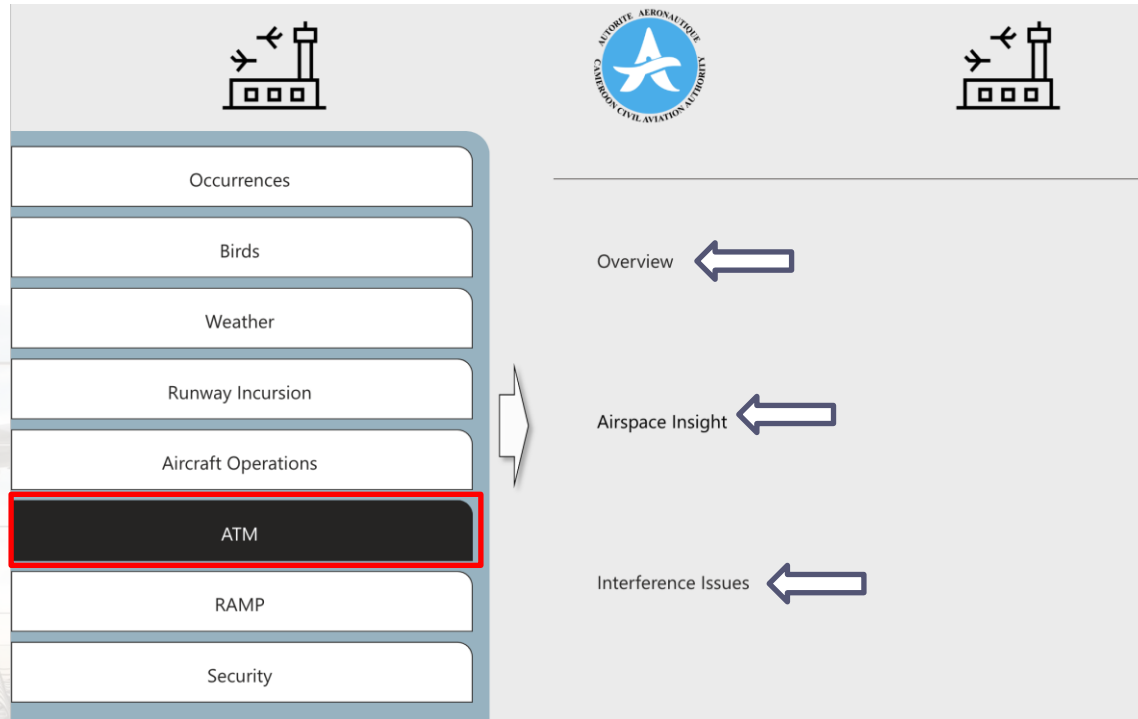 AUTORITE AERONAUTIQUE
CAMEROON CIVIL AVIATION AUTHORITY
Occurrences
Birds
Weather
Runway Incursion
Aircraft Operations
ATM
RAMP
Security
Overview
Airspace Insight
Interference Issues